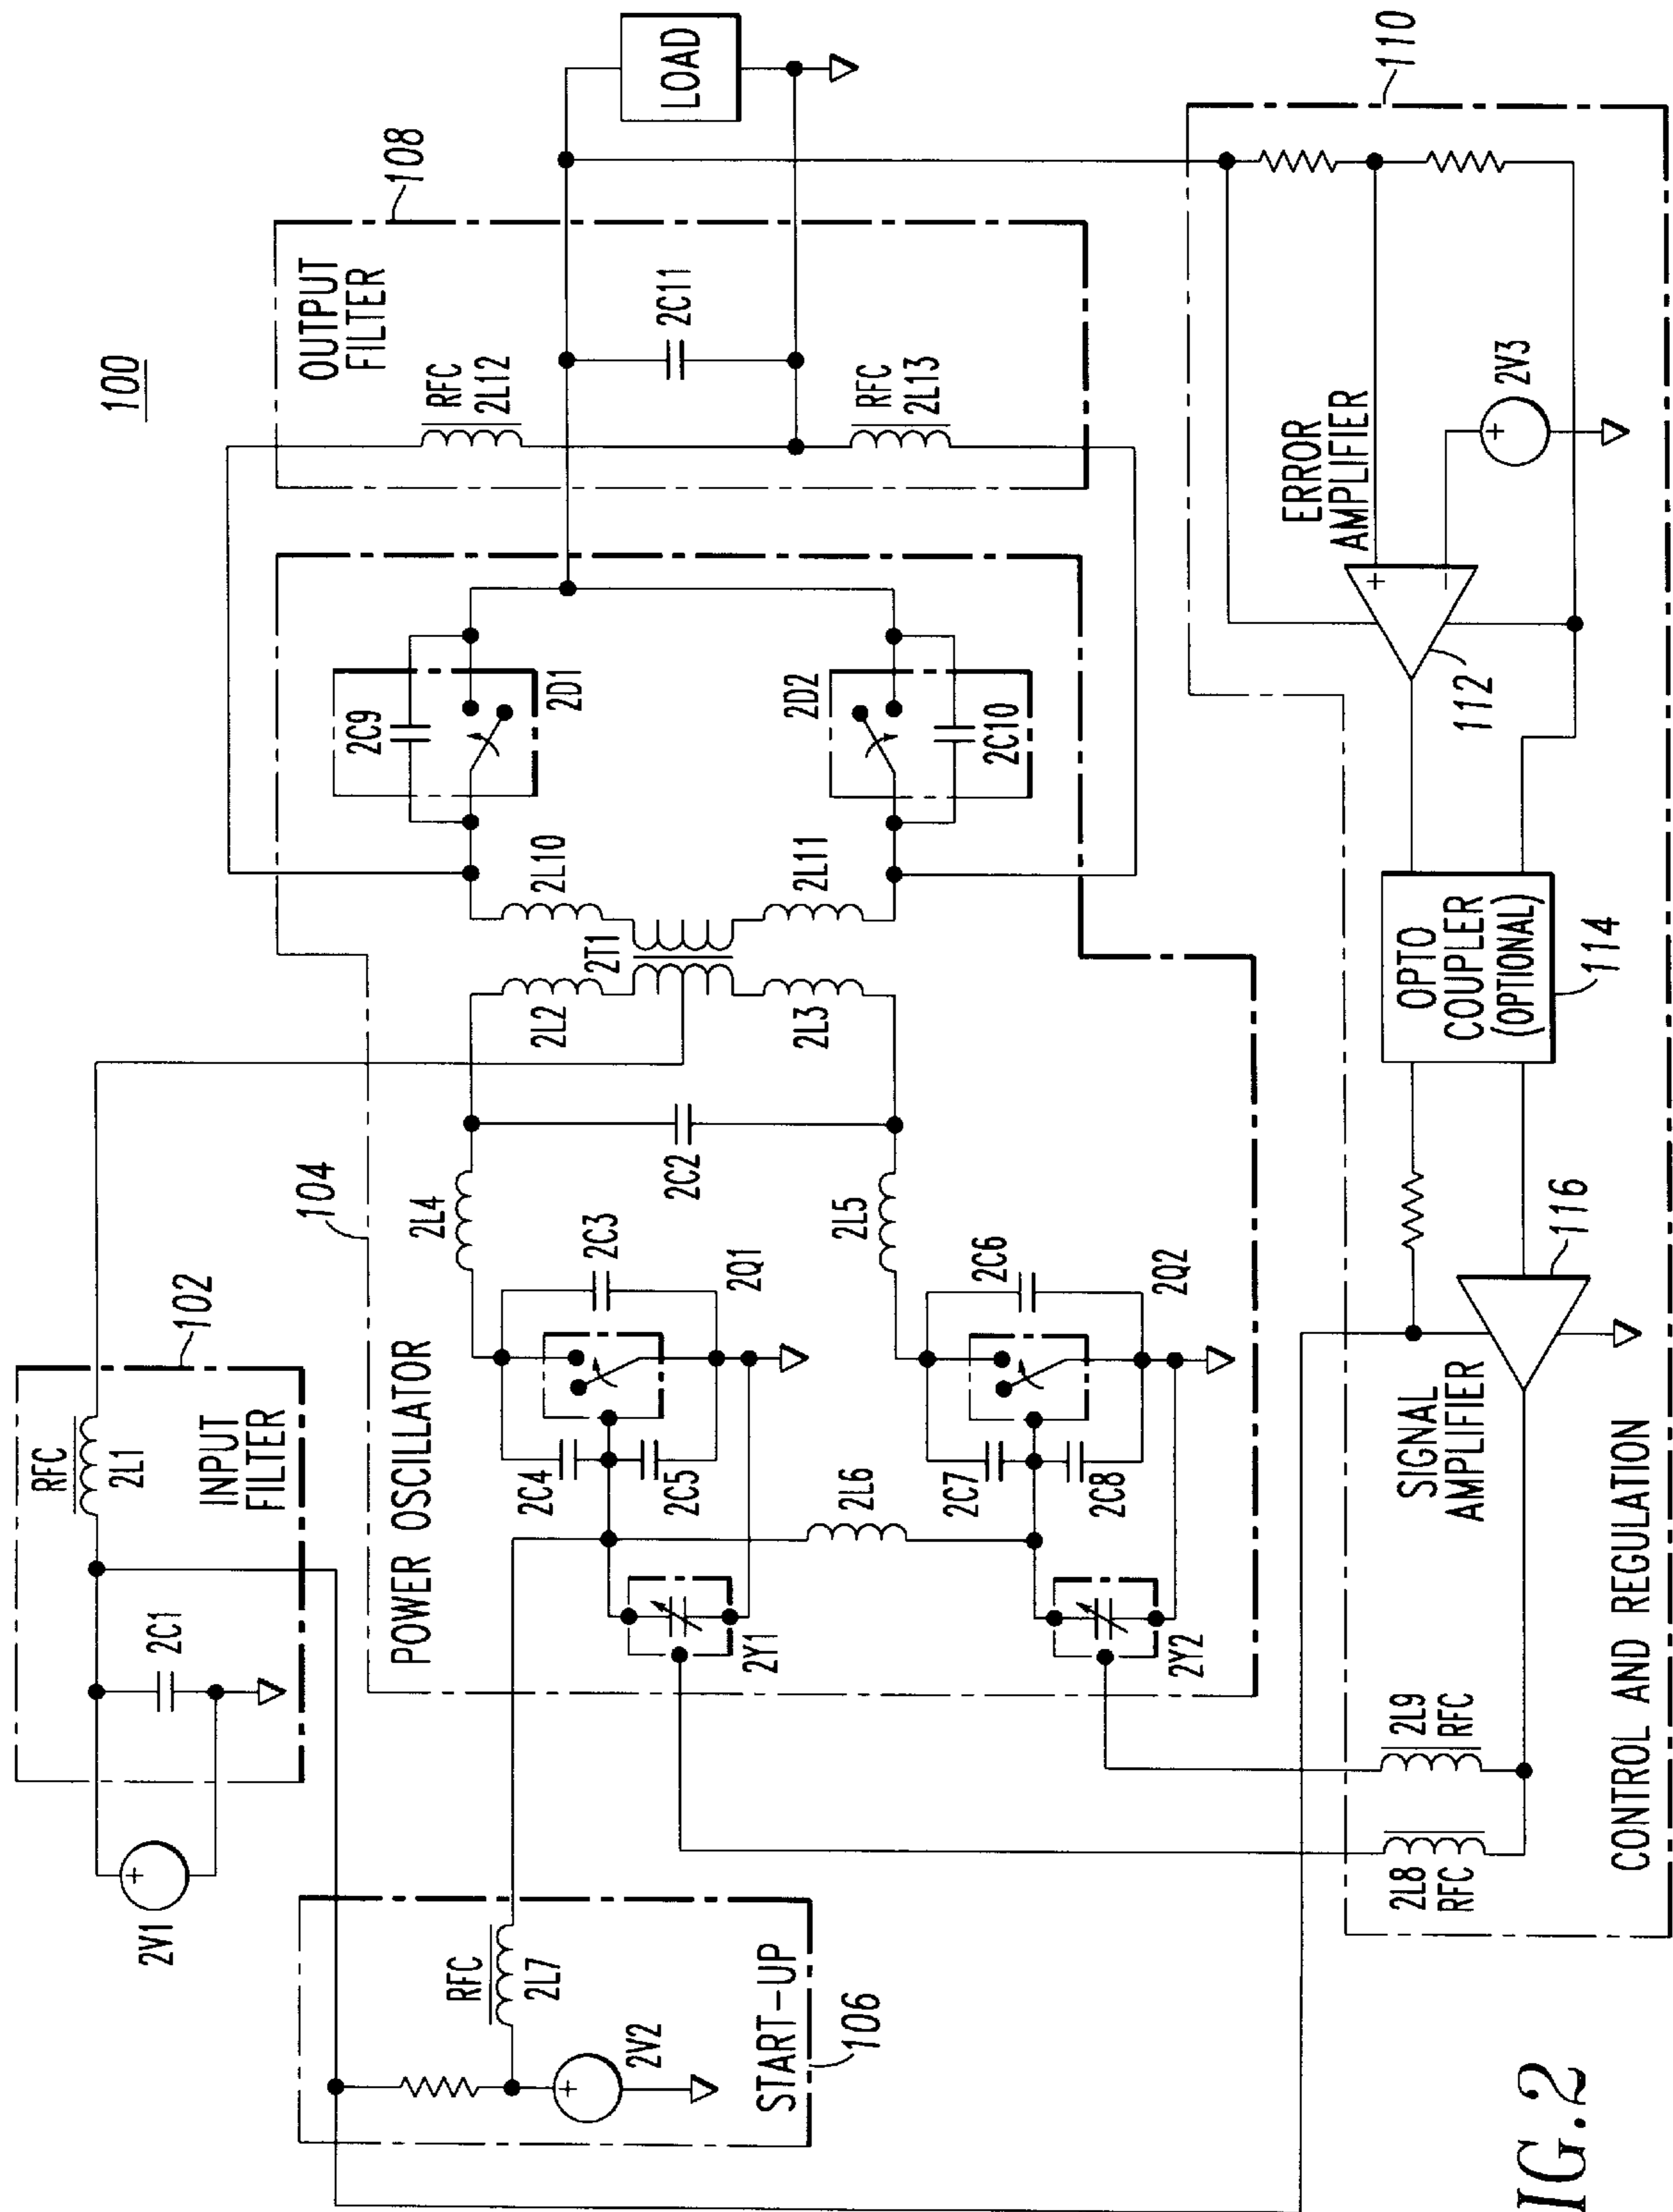 100
102
RFC
2L1
INPUT
FILTER
2C1
2V1
108
OUTPUT
FILTER
RFC
2L12
2C11
RFC
2L13
LOAD
104
POWER OSCILLATOR
2L4
2C2
2L2
2T1
2L3
2L10
2L11
2C9
2D1
2D2
2C10
2C3
2Q1
2C4
2C5
2L5
2C6
2Q2
2C7
2C8
2L6
2Y1
2Y2
RFC
2L7
2V2
START-UP
106
110
ERROR
AMPLIFIER
+
−
2V3
112
OPTO
COUPLER
(OPTIONAL)
114
SIGNAL
AMPLIFIER
116
2L9
RFC
2L8
RFC
CONTROL AND REGULATION
IG.2